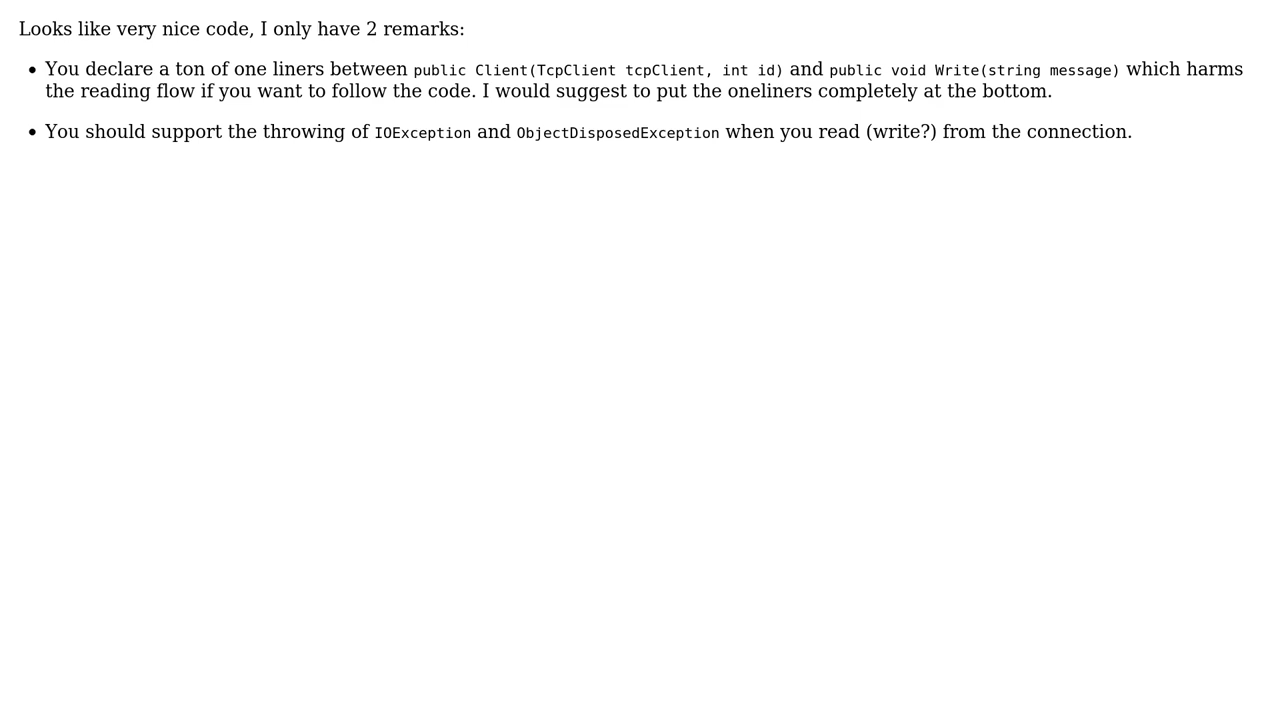 Looks like very nice code, I only have 2 remarks:
• You declare a ton of one liners between public Client(TcpClient tcpClient, int id) and public void Write(string message) which harms
the reading flow if you want to follow the code. I would suggest to put the oneliners completely at the bottom.
• You should support the throwing of IOException and ObjectDisposedException when you read (write?) from the connection.